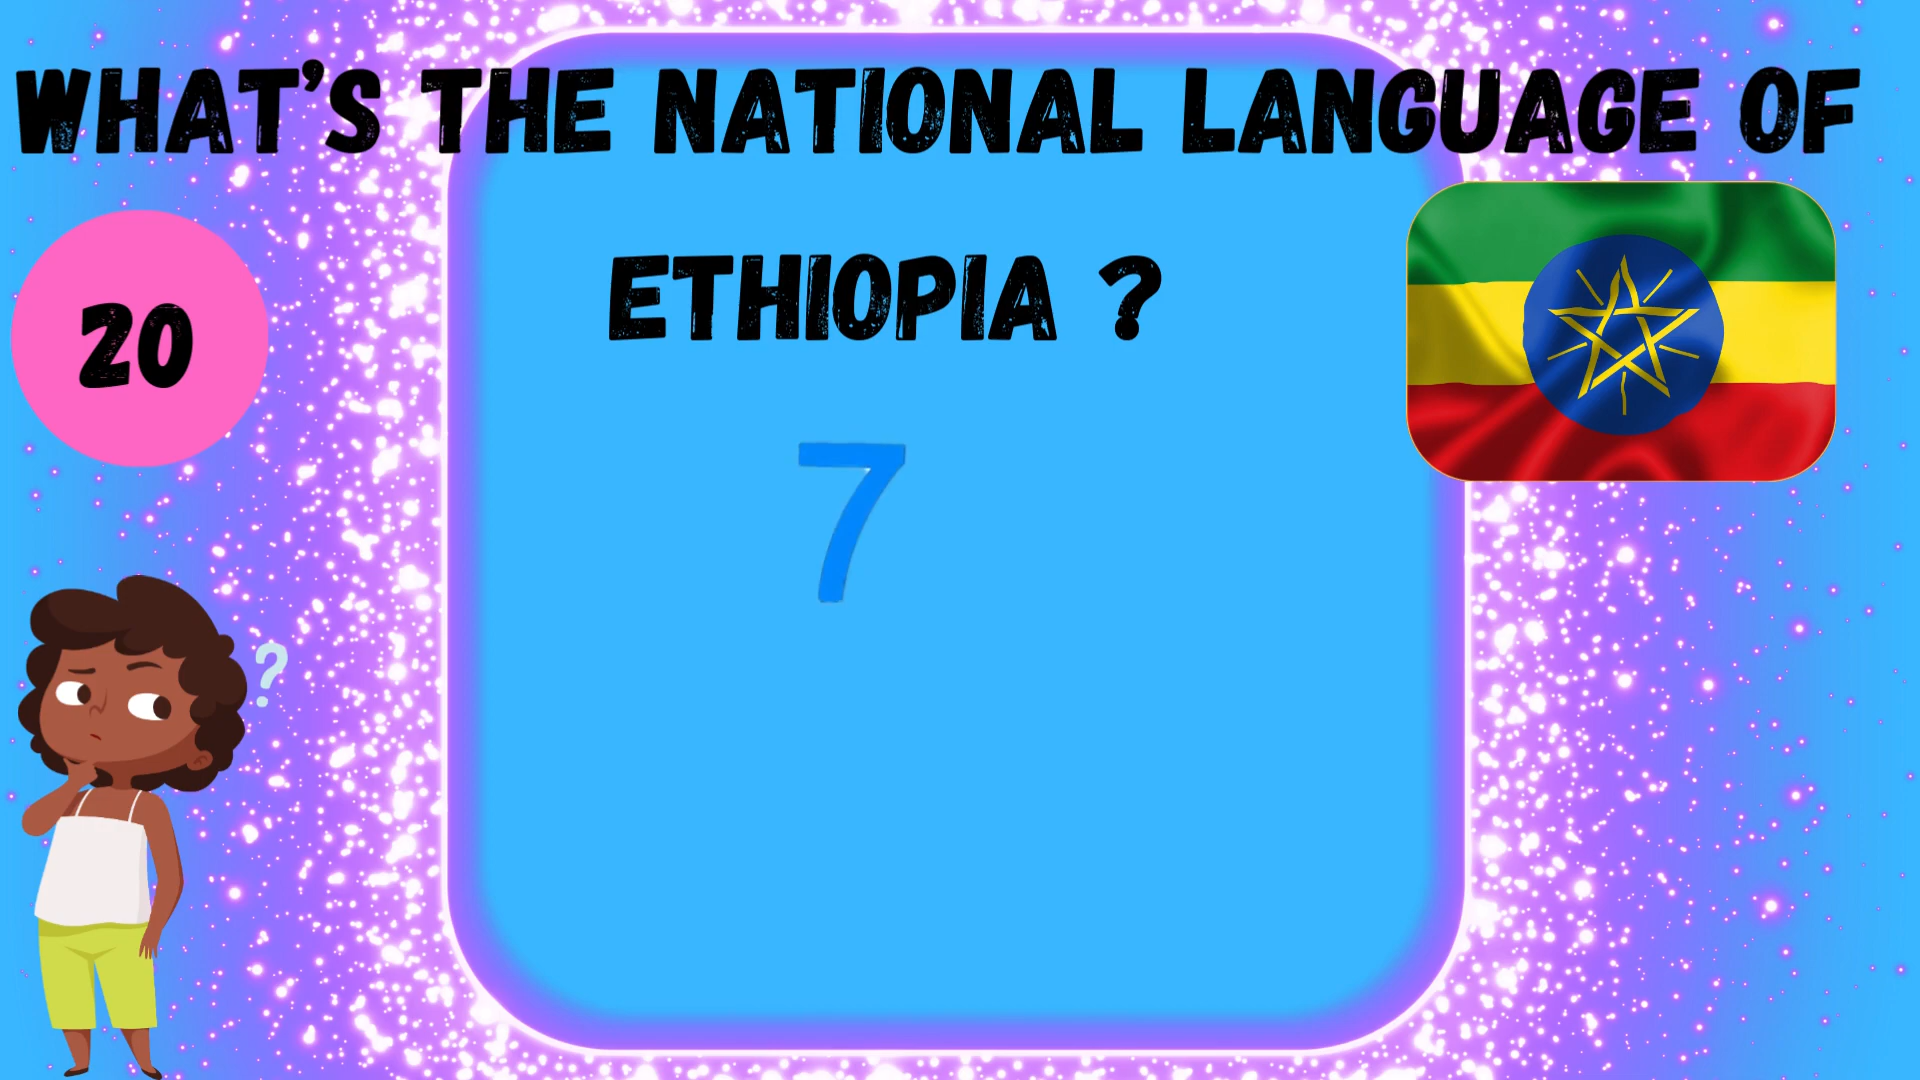 WHAT'S THE NATIONAL LANGUAGE OF
ETHIOPIA ?
20
7
?